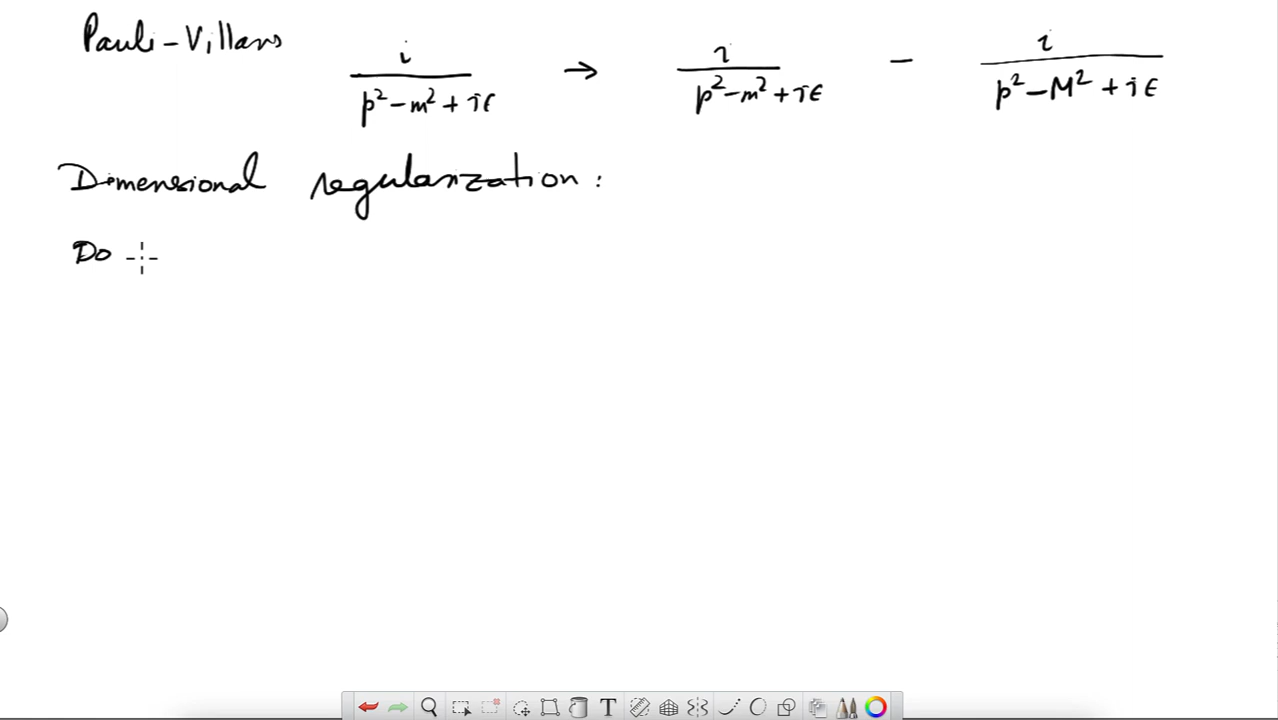 Pauli-Villars i/(p²-m²+iϵ) → i/(p²-m²+iϵ) - i/(p²-M²+iϵ)
Dimensional regularization:
Do